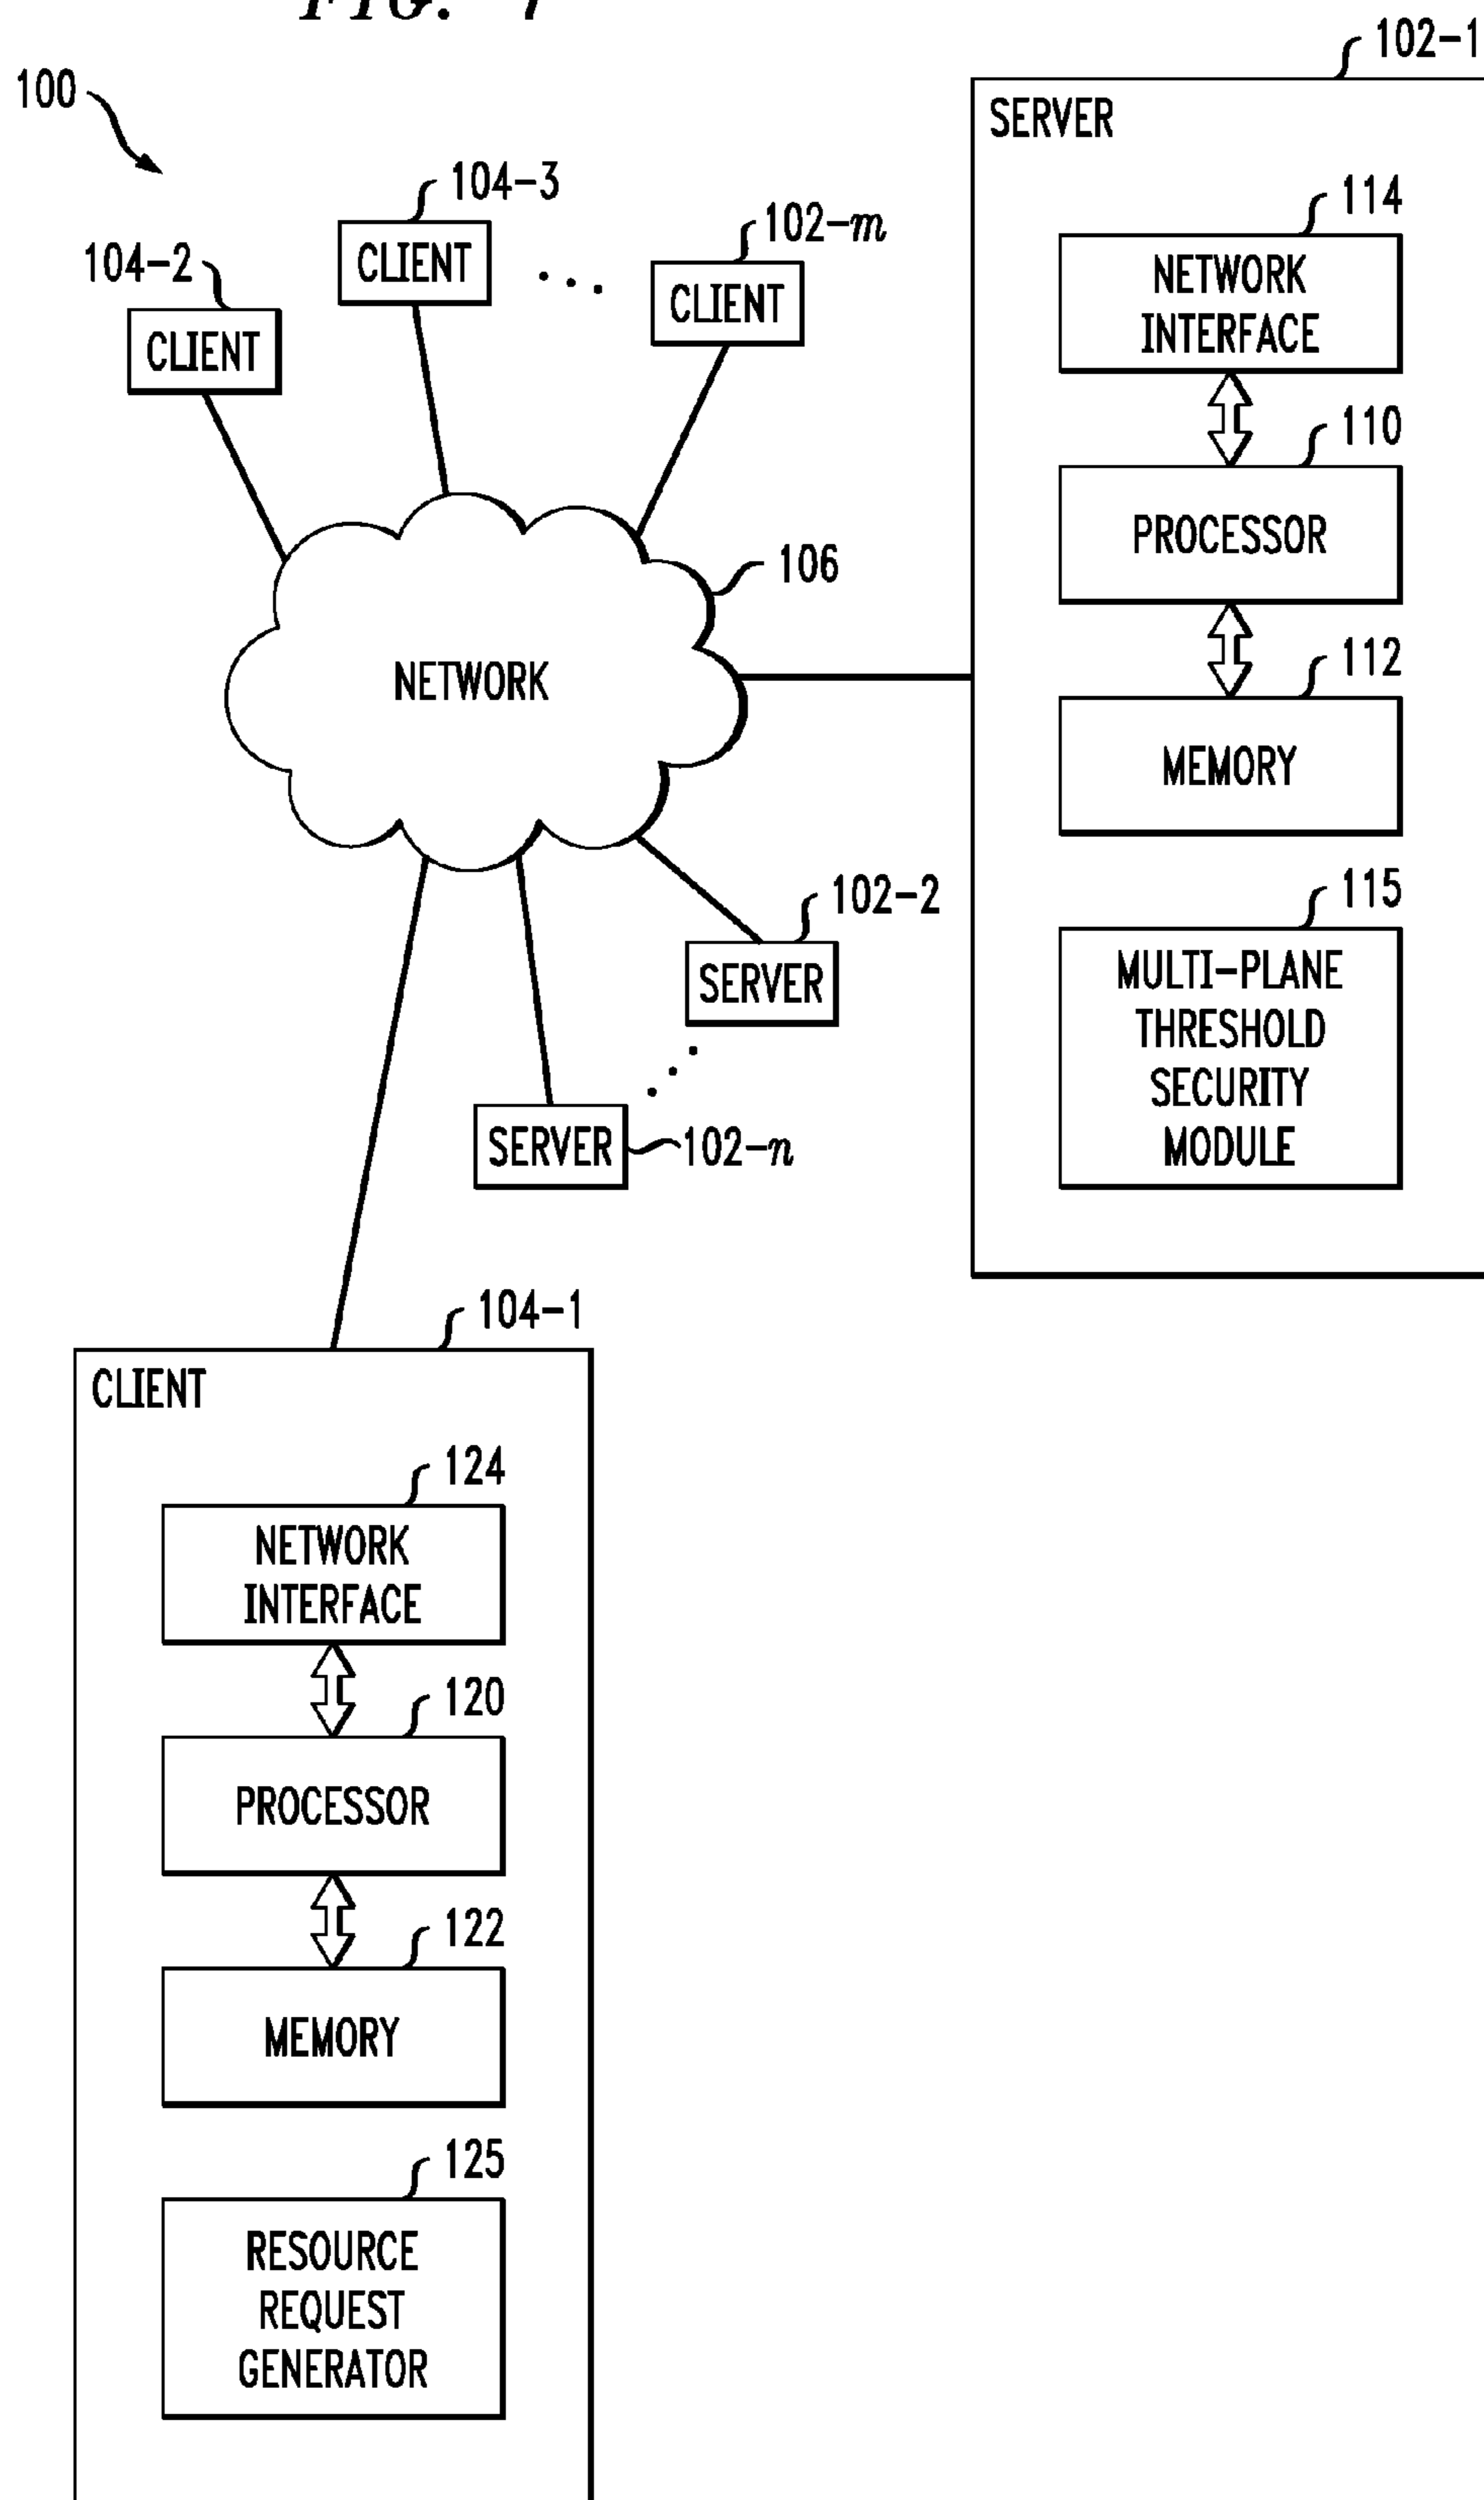 FIG. 1
100
102-1
SERVER
104-3
CLIENT
102-m
CLIENT
104-2
CLIENT
114
NETWORK
INTERFACE
110
PROCESSOR
106
NETWORK
112
MEMORY
102-2
SERVER
115
MULTI-PLANE
THRESHOLD
SECURITY
MODULE
SERVER
102-n
104-1
CLIENT
124
NETWORK
INTERFACE
120
PROCESSOR
122
MEMORY
125
RESOURCE
REQUEST
GENERATOR